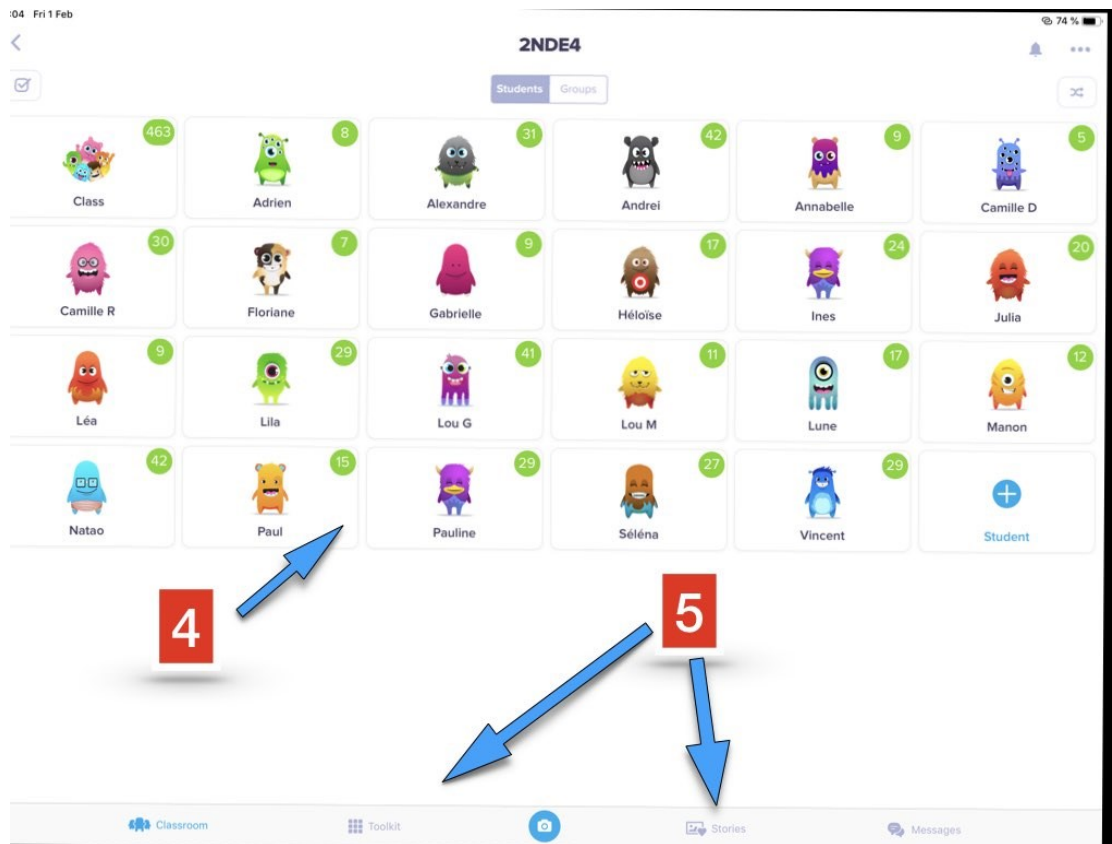 :04 Fri 1 Feb
74 %
2NDE4
Students Groups
463 8 31 42 9 5
Class Adrien Alexandre Andrei Annabelle Camille D
30 7 9 17 24 20
Camille R Floriane Gabrielle Héloïse Ines Julia
9 29 41 11 17 12
Léa Lila Lou G Lou M Lune Manon
42 15 29 27 29
Natao Paul Pauline Séléna Vincent Student
4 5
Classroom Toolkit Stories Messages